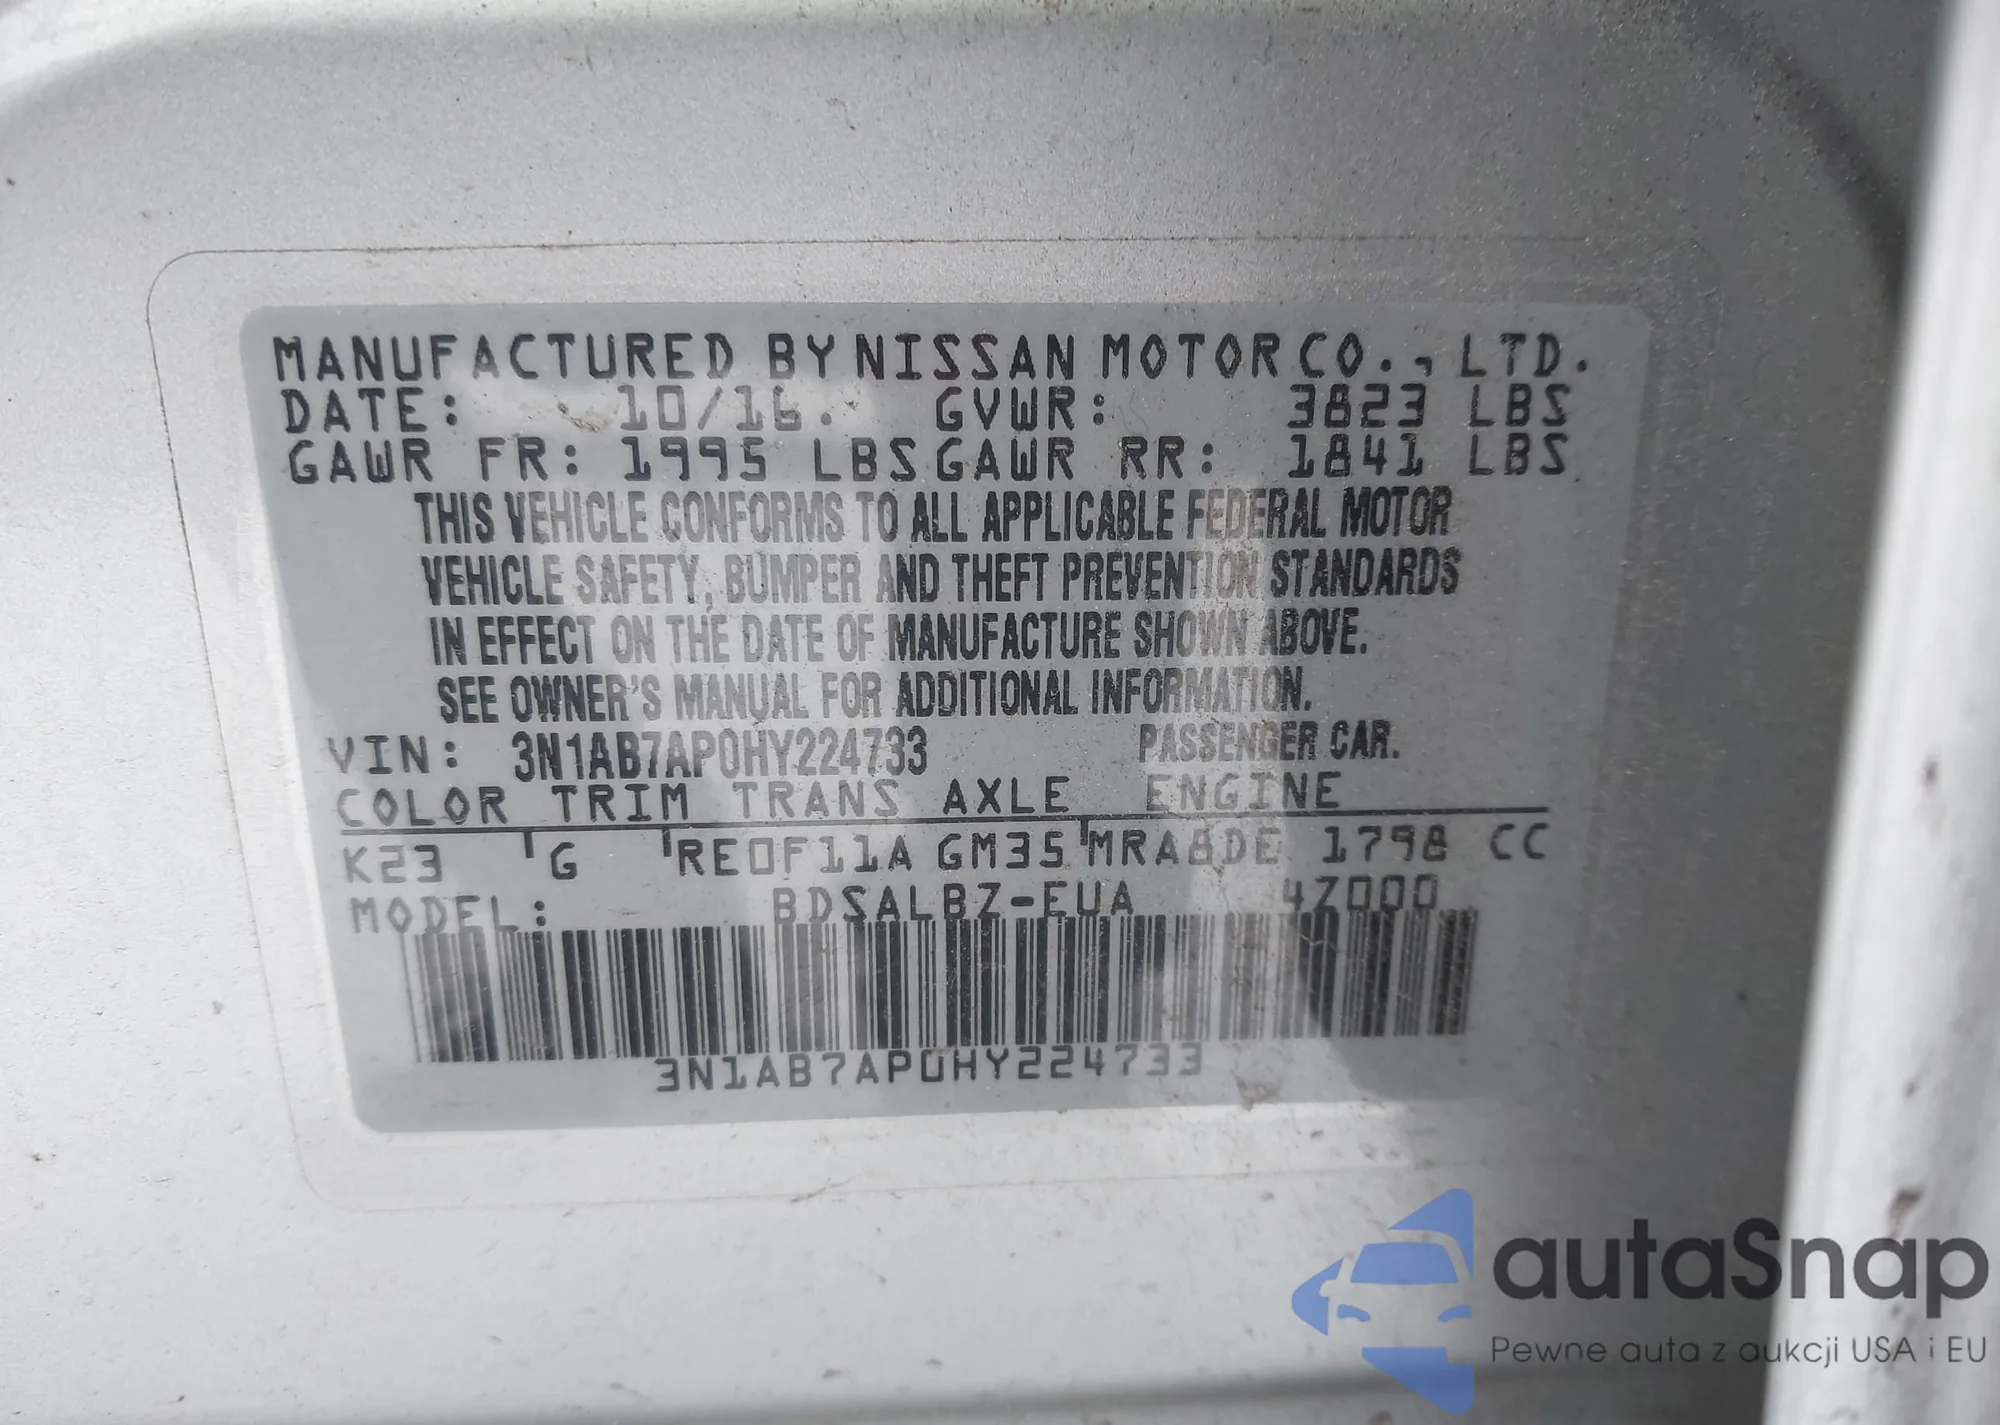 MANUFACTURED BY NISSAN MOTOR CO., LTD.
DATE: 10/16. GVWR: 3823 LBS
GAWR FR: 1995 LBS GAWR RR: 1841 LBS
THIS VEHICLE CONFORMS TO ALL APPLICABLE FEDERAL MOTOR
VEHICLE SAFETY, BUMPER AND THEFT PREVENTION STANDARDS
IN EFFECT ON THE DATE OF MANUFACTURE SHOWN ABOVE.
SEE OWNER'S MANUAL FOR ADDITIONAL INFORMATION.
VIN: 3N1AB7AP0HY224733 PASSENGER CAR.
COLOR TRIM TRANS AXLE ENGINE
K23 G RE0F11A GM35 MRA8DE 1798 CC
MODEL: BDSALBZ-EUA 4Z000
3N1AB7AP0HY224733
autoSnap
Pewne auta z aukcji USA i EU